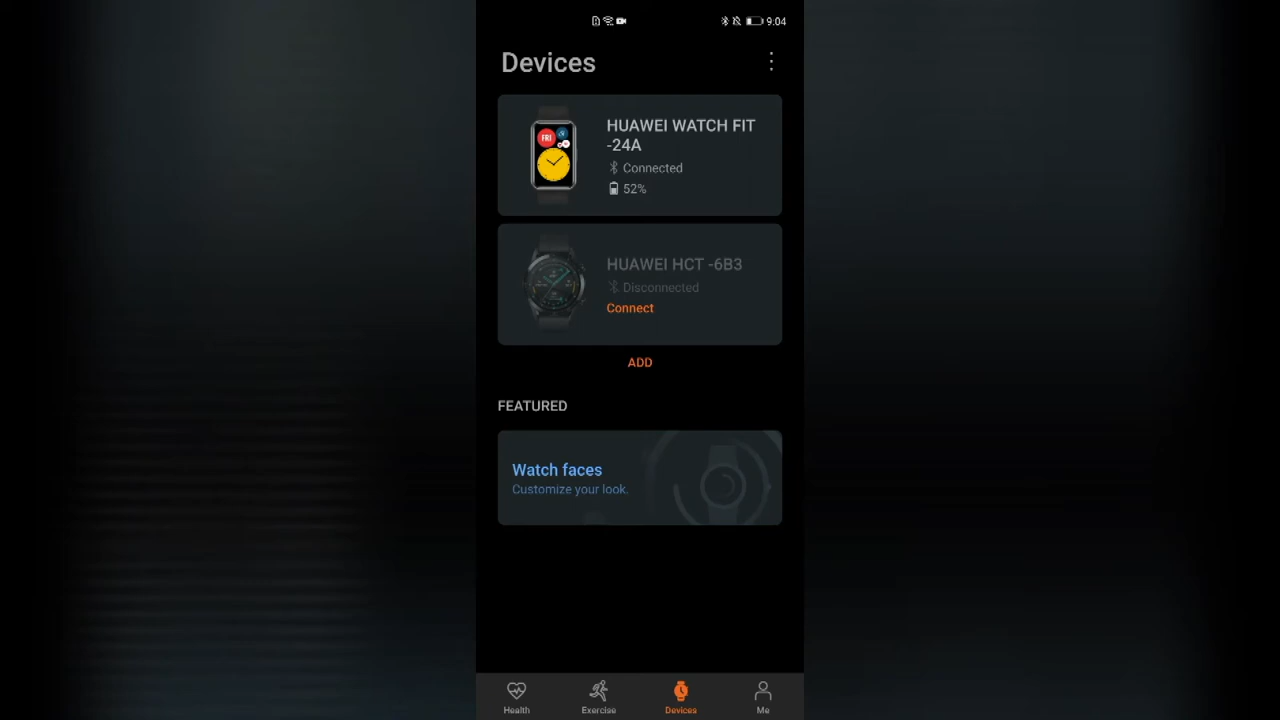 9:04
Devices
FRI
HUAWEI WATCH FIT
-24A
Connected
52%
HUAWEI HCT -6B3
Disconnected
Connect
ADD
FEATURED
Watch faces
Customize your look.
Health
Exercise
Devices
Me